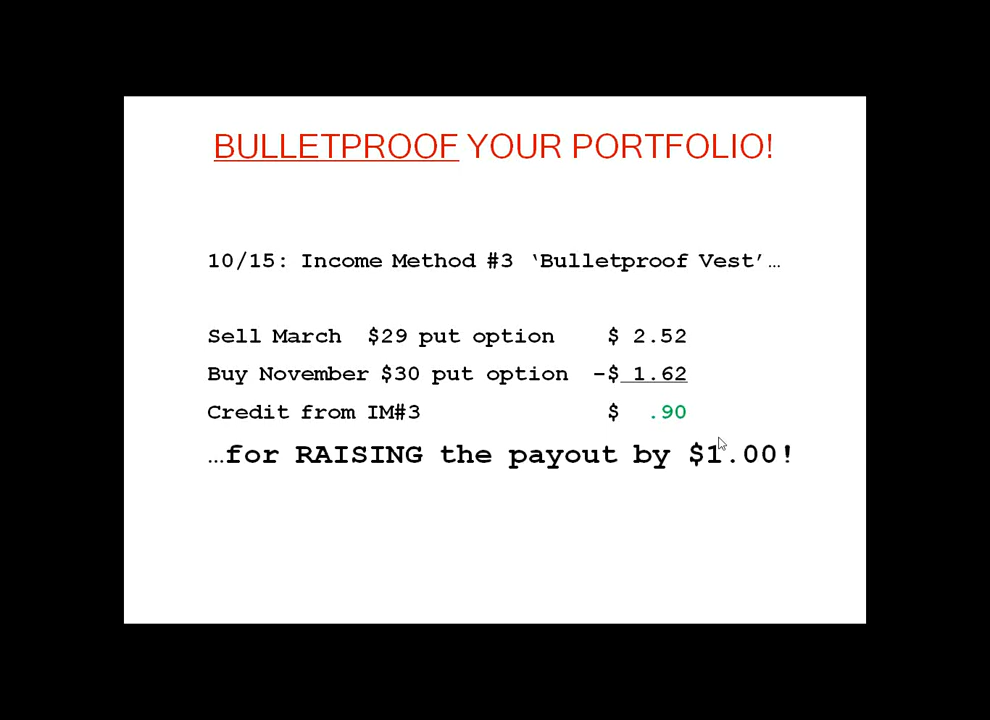 BULLETPROOF YOUR PORTFOLIO!
10/15: Income Method #3 ‘Bulletproof Vest’…
Sell March $29 put option $ 2.52
Buy November $30 put option -$ 1.62
Credit from IM#3 $ .90
…for RAISING the payout by $1.00!